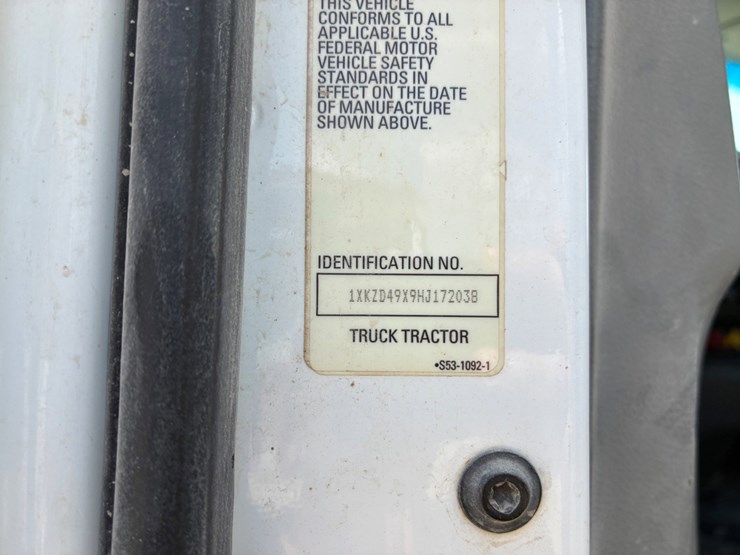 THIS VEHICLE
CONFORMS TO ALL
APPLICABLE U.S.
FEDERAL MOTOR
VEHICLE SAFETY
STANDARDS IN
EFFECT ON THE DATE
OF MANUFACTURE
SHOWN ABOVE.
IDENTIFICATION NO.
1XKZD49X9HJ172038
TRUCK TRACTOR
•S53-1092-1